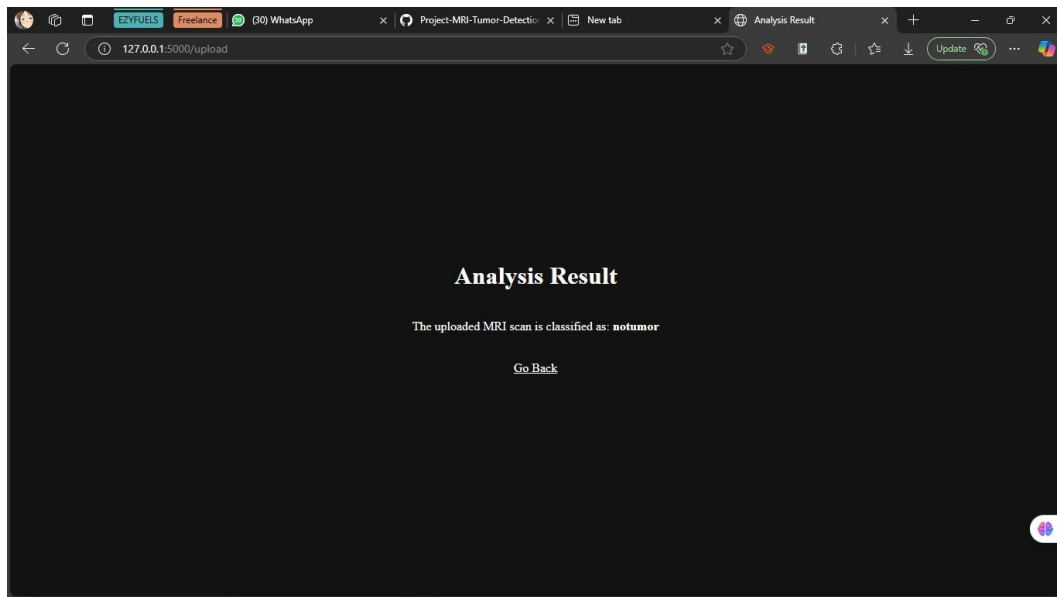 EZYFUELS Freelance (30) WhatsApp Project-MRI-Tumor-Detectio New tab Analysis Result
127.0.0.1:5000/upload Update
Analysis Result
The uploaded MRI scan is classified as: notumor
Go Back